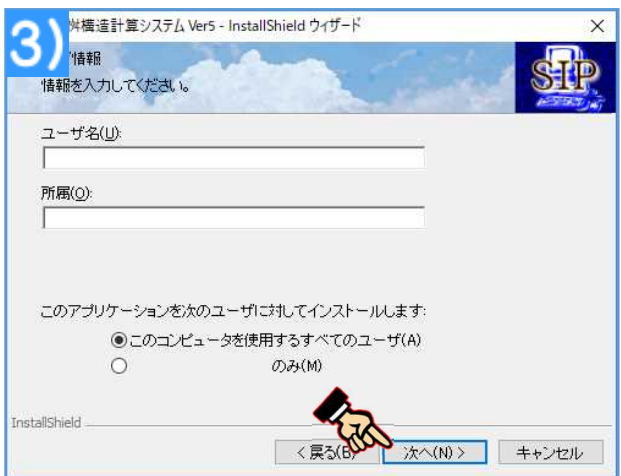 3)
桝構造計算システム Ver5 - InstallShield ウィザード
情報
情報を入力してください。
SIP
ユーザ名(U):
所属(O):
このアプリケーションを次のユーザに対してインストールします:
このコンピュータを使用するすべてのユーザ(A)
のみ(M)
InstallShield
< 戻る(B)
次へ(N) >
キャンセル